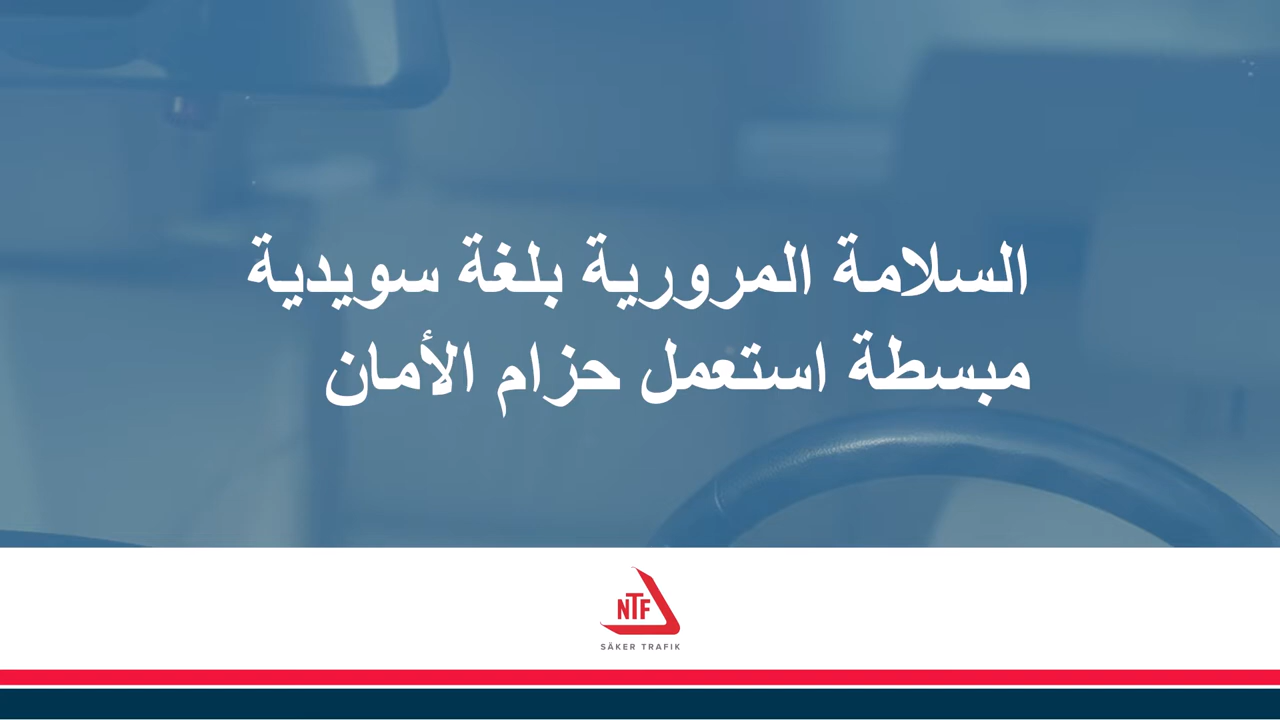 السلامة المرورية بلغة سويدية
مبسطة استعمل حزام الأمان
NTF
SÄKER TRAFIK